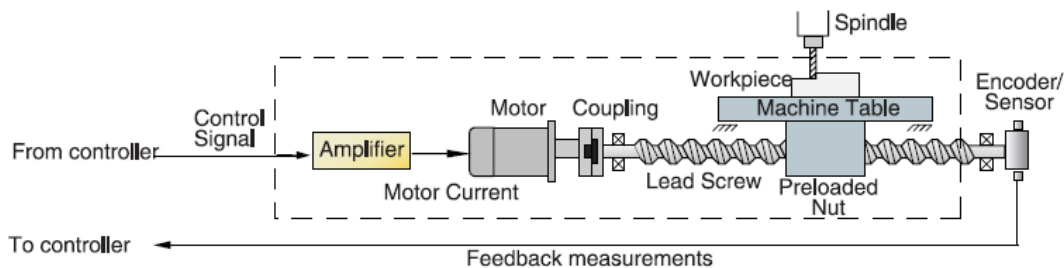 Spindle
Workpiece
Encoder/
Sensor
Motor
Coupling
Machine Table
Control
Signal
From controller
Amplifier
Lead Screw
Preloaded
Nut
Motor Current
To controller
Feedback measurements